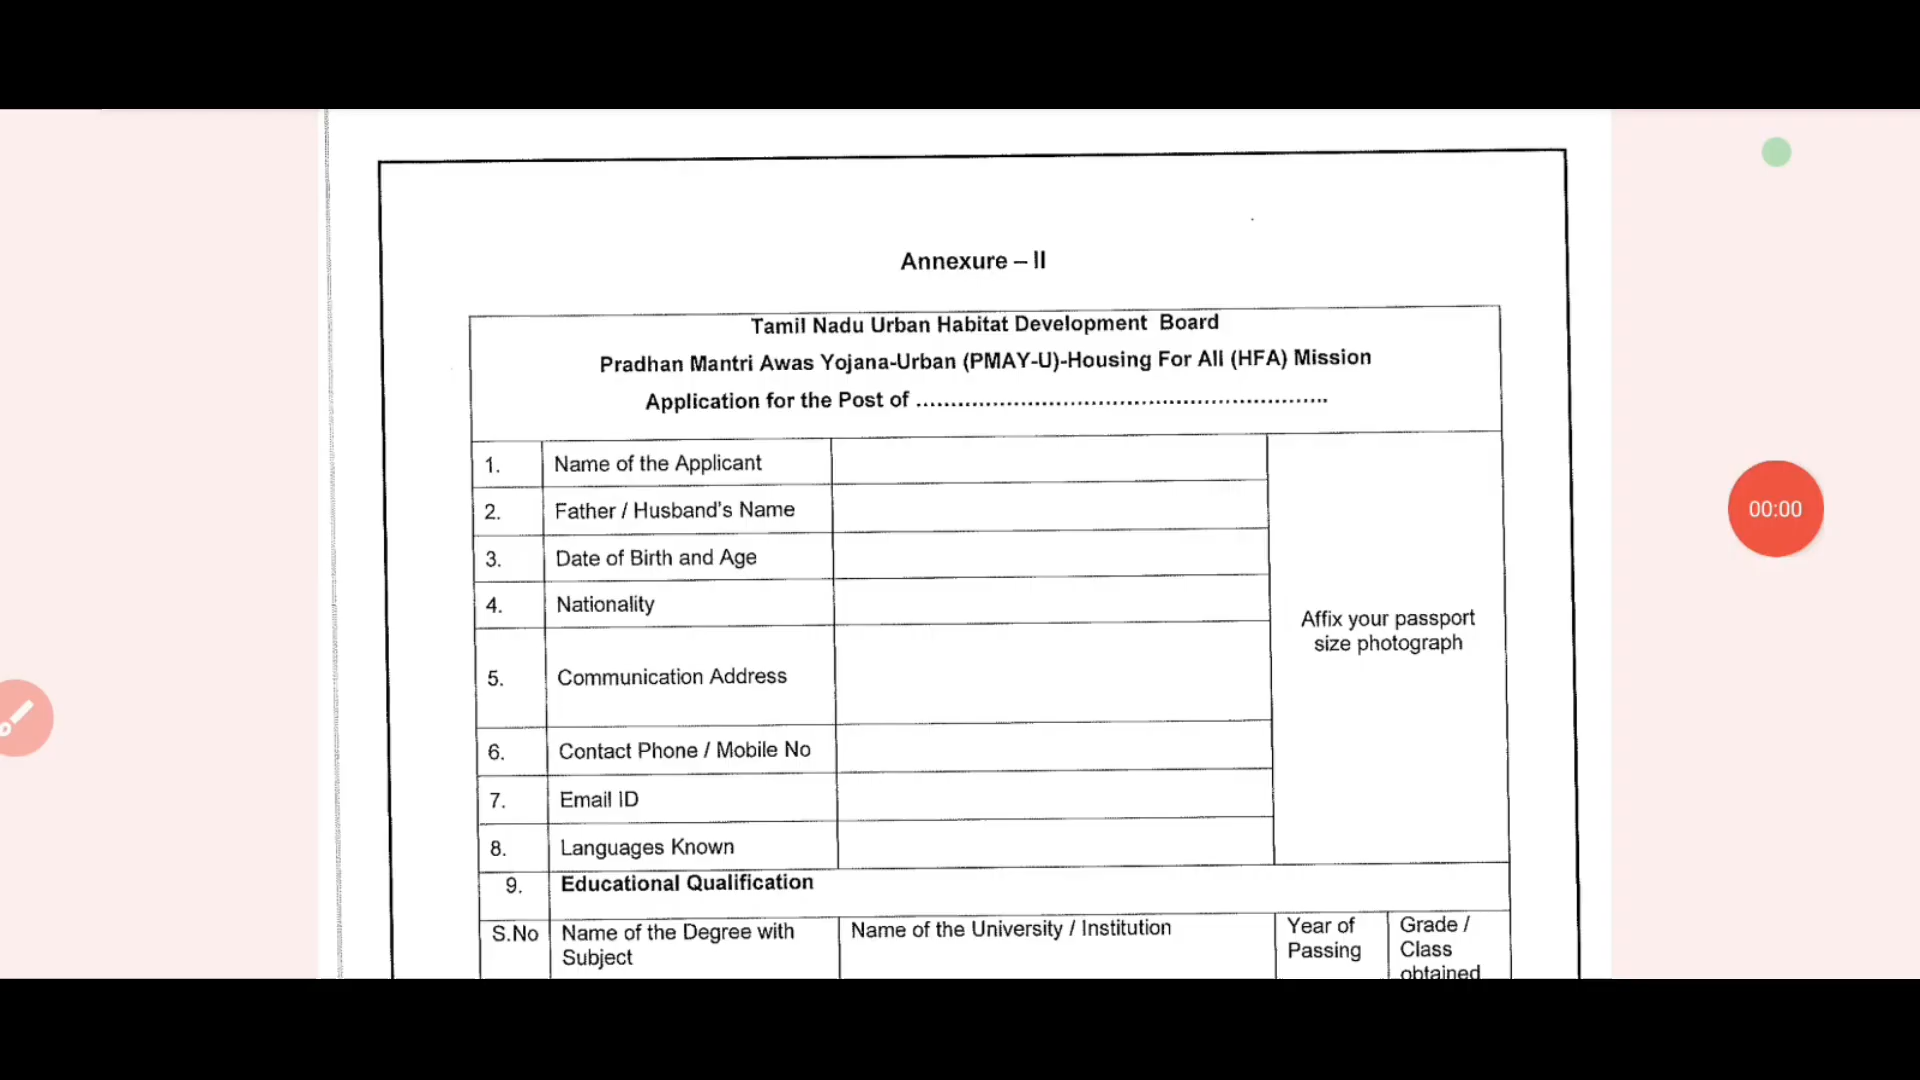 Annexure – II
Tamil Nadu Urban Habitat Development Board
Pradhan Mantri Awas Yojana-Urban (PMAY-U)-Housing For All (HFA) Mission
Application for the Post of ............................................................
1. Name of the Applicant
2. Father / Husband's Name
3. Date of Birth and Age
4. Nationality
Affix your passport
size photograph
5. Communication Address
6. Contact Phone / Mobile No
7. Email ID
8. Languages Known
9. Educational Qualification
S.No Name of the Degree with Subject Name of the University / Institution Year of Passing Grade / Class obtained
00:00